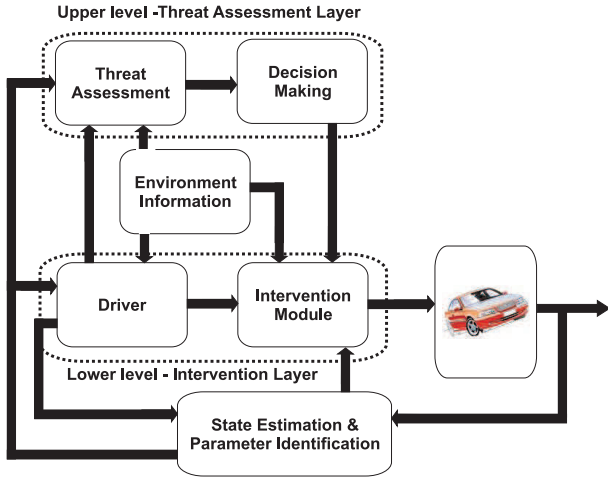 Upper level -Threat Assessment Layer
Threat
Assessment
Decision
Making
Environment
Information
Driver
Intervention
Module
Lower level - Intervention Layer
State Estimation &
Parameter Identification